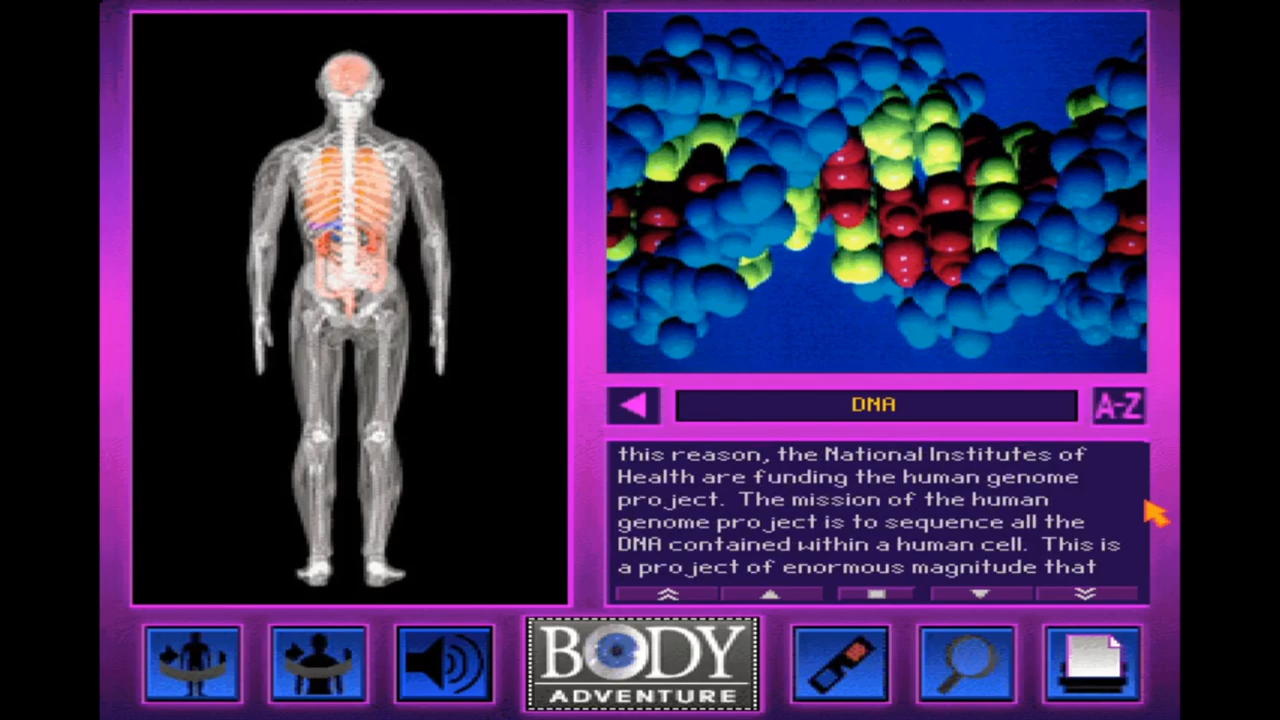 DNA
A-Z
this reason, the National Institutes of
Health are funding the human genome
project. The mission of the human
genome project is to sequence all the
DNA contained within a human cell. This is
a project of enormous magnitude that
BODY
ADVENTURE